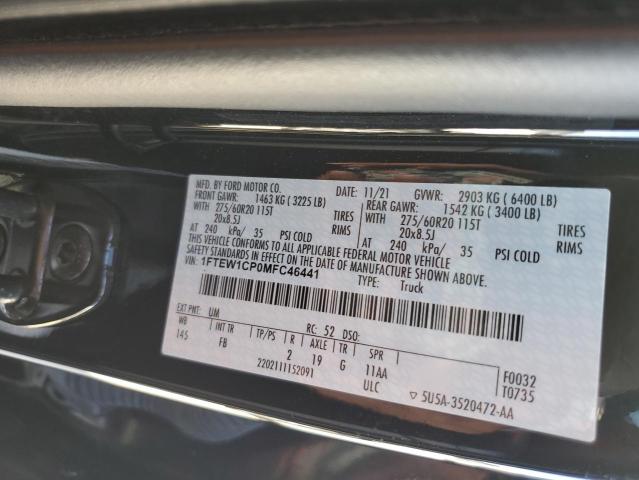 MFD. BY FORD MOTOR CO.
DATE: 11/21 GVWR: 2903 KG ( 6400 LB)
FRONT GAWR: 1463 KG ( 3225 LB) REAR GAWR: 1542 KG ( 3400 LB)
WITH 275/60R20 115T TIRES WITH 275/60R20 115T TIRES
20x8.5J RIMS 20x8.5J RIMS
AT 240 kPa/ 35 PSI COLD AT 240 kPa/ 35 PSI COLD
THIS VEHICLE CONFORMS TO ALL APPLICABLE FEDERAL MOTOR VEHICLE
SAFETY STANDARDS IN EFFECT ON THE DATE OF MANUFACTURE SHOWN ABOVE.
VIN: 1FTEW1CP0MFC46441
TYPE: Truck
EXT PNT: UM RC: 52 DSO:
WB INT TR TP/PS R AXLE TR SPR
145 FB 2 19 G 11AA
F0032
T0735
2202111152091 ULC
▽ 5U5A-3520472-AA